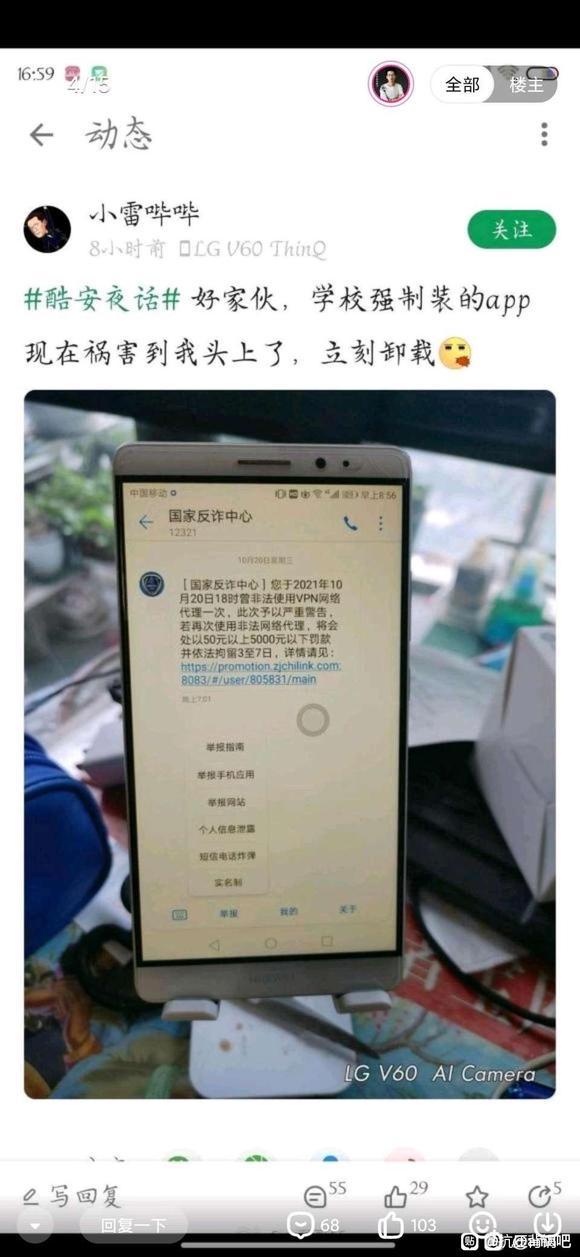 16:59
4/15
全部
楼主
动态
小雷哔哔
8小时前 LG V60 ThinQ
关注
#酷安夜话# 好家伙，学校强制装的app
现在祸害到我头上了，立刻卸载
中国移动
早上8:56
国家反诈中心
12321
10月20日星期三
[国家反诈中心]您于2021年10
月20日18时曾非法使用VPN网络
代理一次，此次予以严重警告，
若再次使用非法网络代理，将会
处以50元以上5000元以下罚款
并依法拘留3至7日，详情请见：
https://promotion.zjchilink.com:
8083/#/user/805831/main
晚上7:01
举报指南
举报手机应用
举报网站
个人信息泄露
短信电话炸弹
实名制
举报
我的
关于
HUAWEI
LG V60 AI Camera
写回复
55
29
5
回复一下
68
103